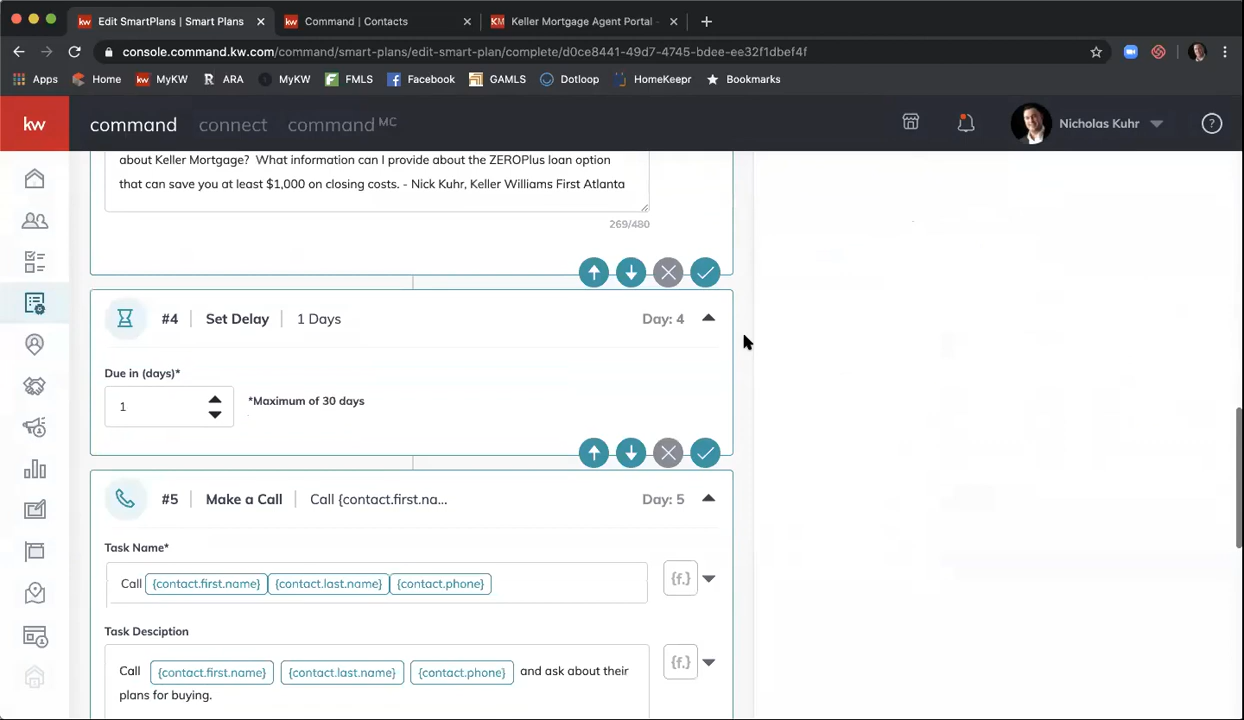 Edit SmartPlans | Smart Plans
Command | Contacts
Keller Mortgage Agent Portal -
console.command.kw.com/command/smart-plans/edit-smart-plan/complete/d0ce8441-49d7-4745-bdee-ee32f1dbef4f
Apps Home MyKW ARA MyKW FMLS Facebook GAMLS Dotloop HomeKeepr Bookmarks
kw command connect command MC Nicholas Kuhr
about Keller Mortgage? What information can I provide about the ZEROPlus loan option
that can save you at least $1,000 on closing costs. - Nick Kuhr, Keller Williams First Atlanta
269/480
#4 Set Delay 1 Days Day: 4
Due in (days)*
1 *Maximum of 30 days
#5 Make a Call Call {contact.first.na... Day: 5
Task Name*
Call {contact.first.name} {contact.last.name} {contact.phone} {f.}
Task Desciption
Call {contact.first.name} {contact.last.name} {contact.phone} and ask about their {f.}
plans for buying.